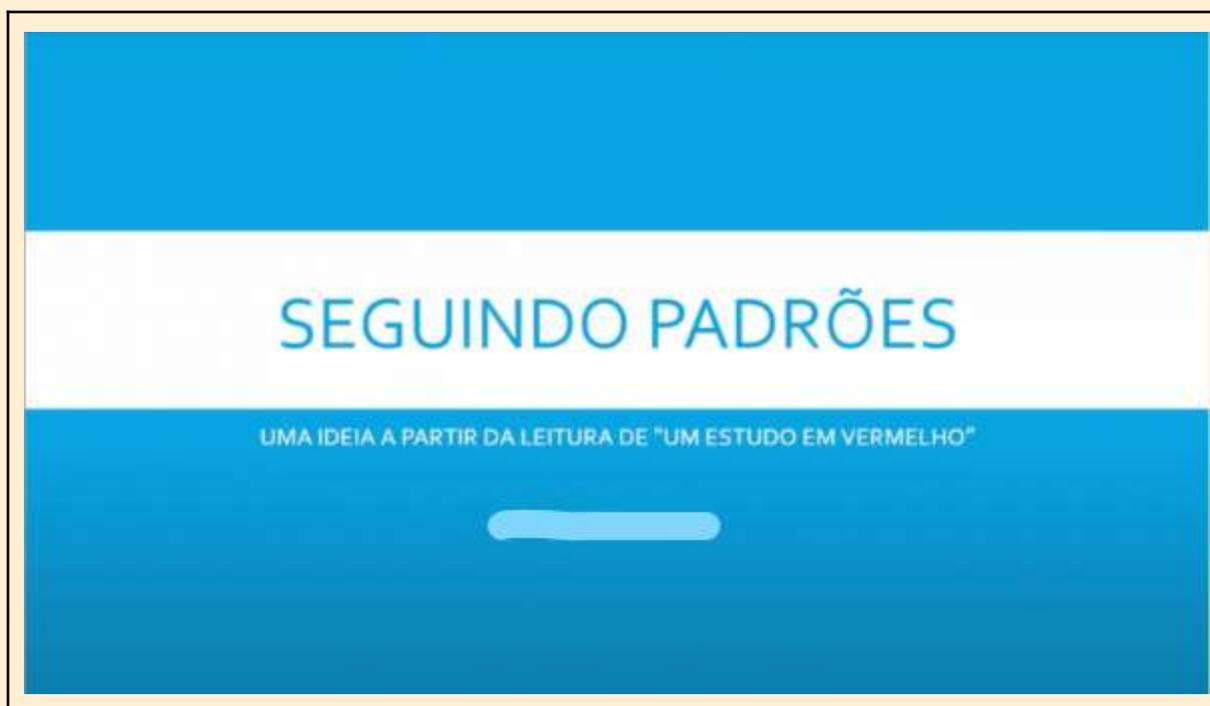 SEGUINDO PADRÕES
UMA IDEIA A PARTIR DA LEITURA DE "UM ESTUDO EM VERMELHO"